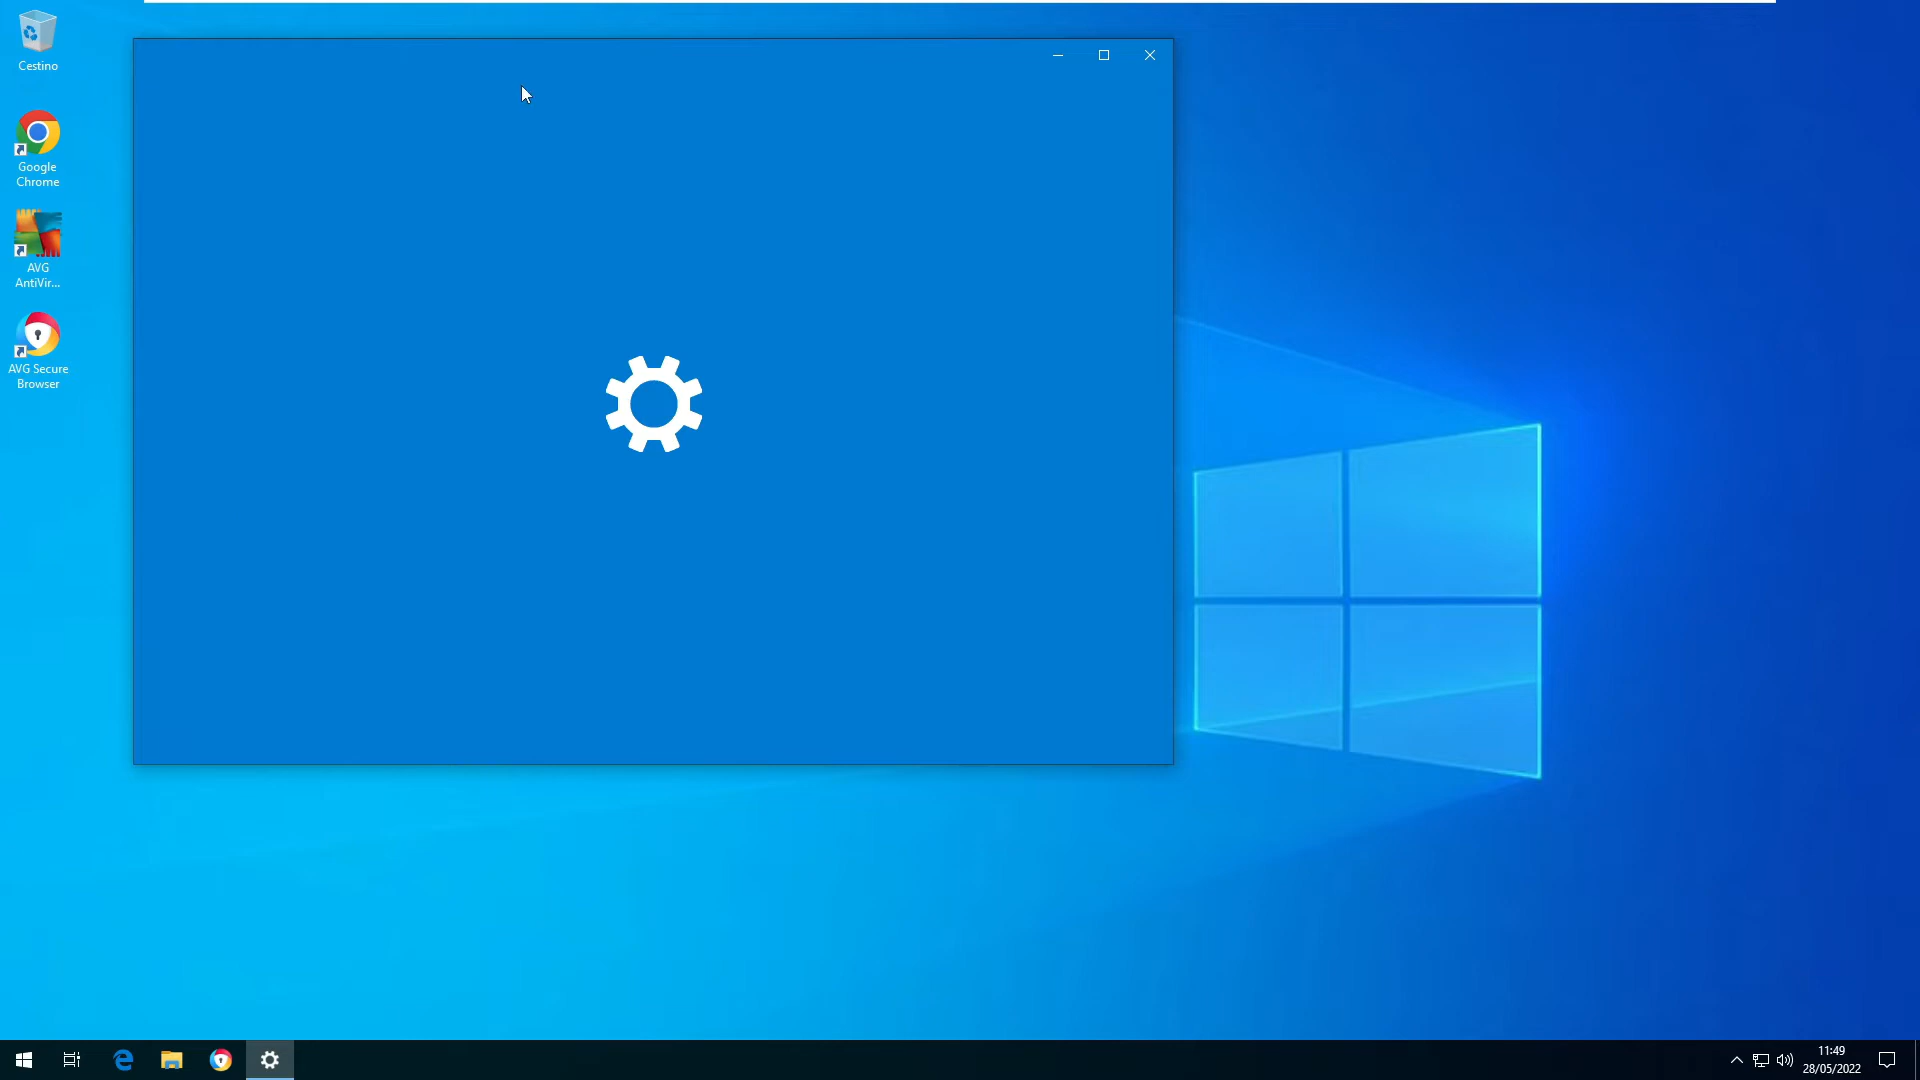 Cestino
Google
Chrome
AVG
AntiVir...
AVG Secure
Browser
11:49
28/05/2022